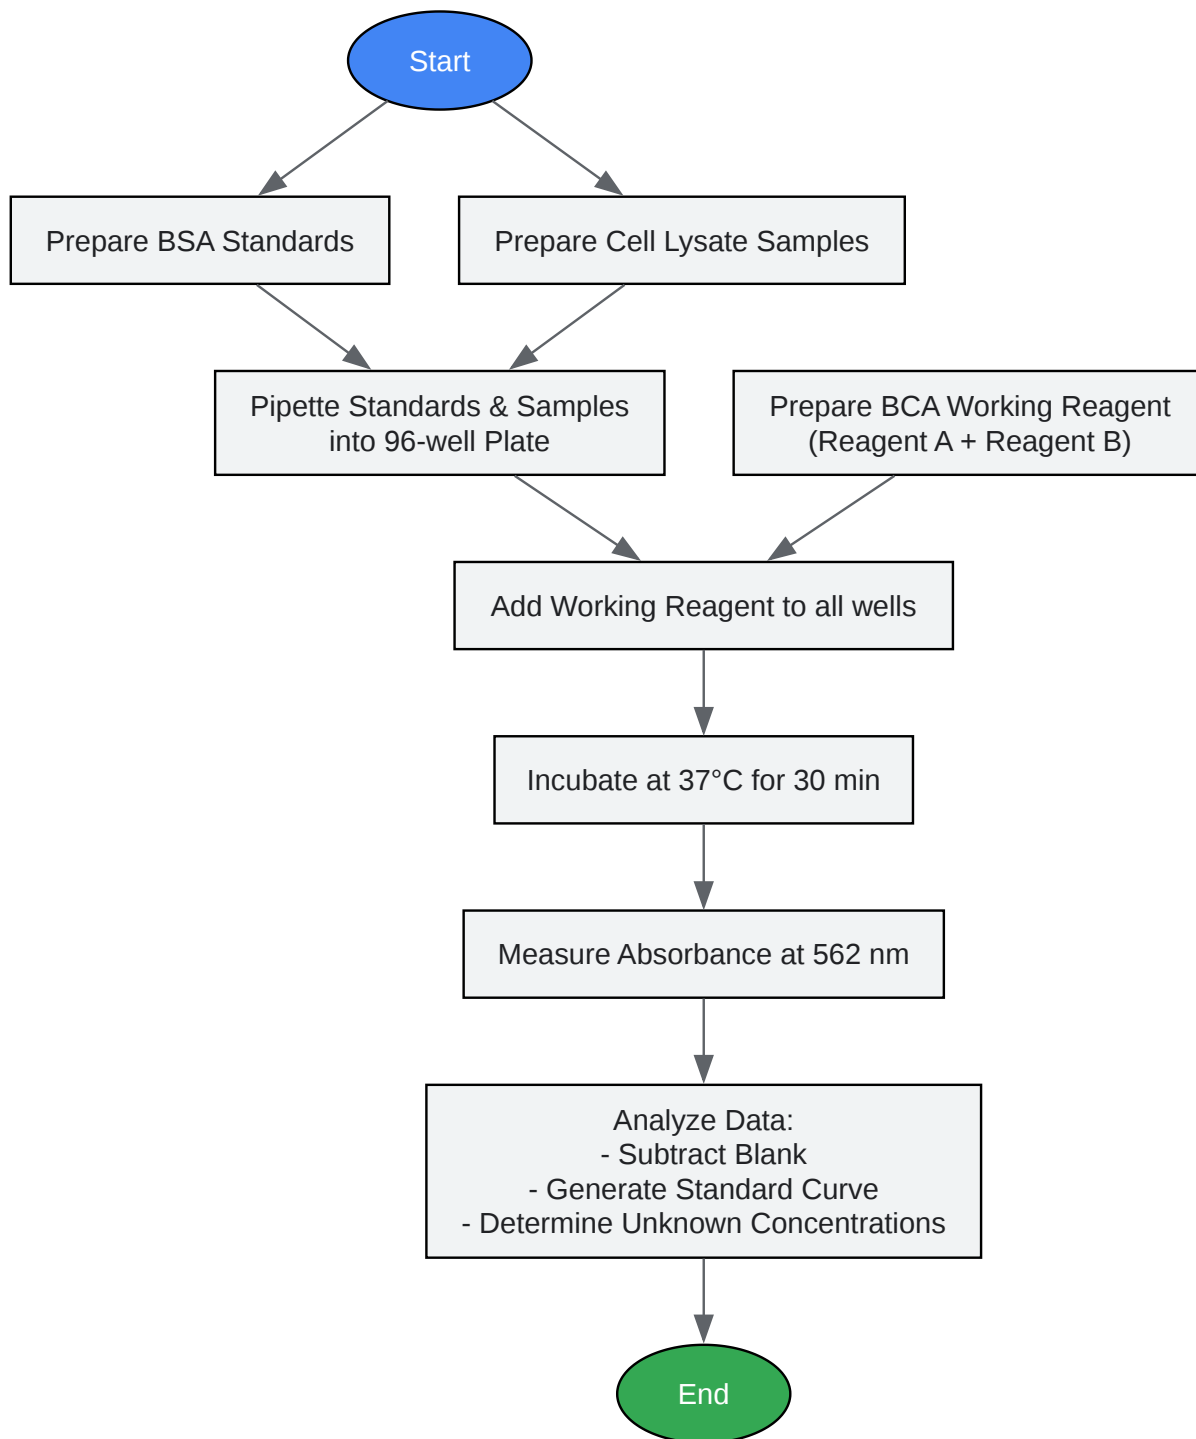 Start
Prepare BSA Standards
Prepare Cell Lysate Samples
Pipette Standards & Samples
into 96-well Plate
Prepare BCA Working Reagent
(Reagent A + Reagent B)
Add Working Reagent to all wells
Incubate at 37°C for 30 min
Measure Absorbance at 562 nm
Analyze Data:
- Subtract Blank
- Generate Standard Curve
- Determine Unknown Concentrations
End